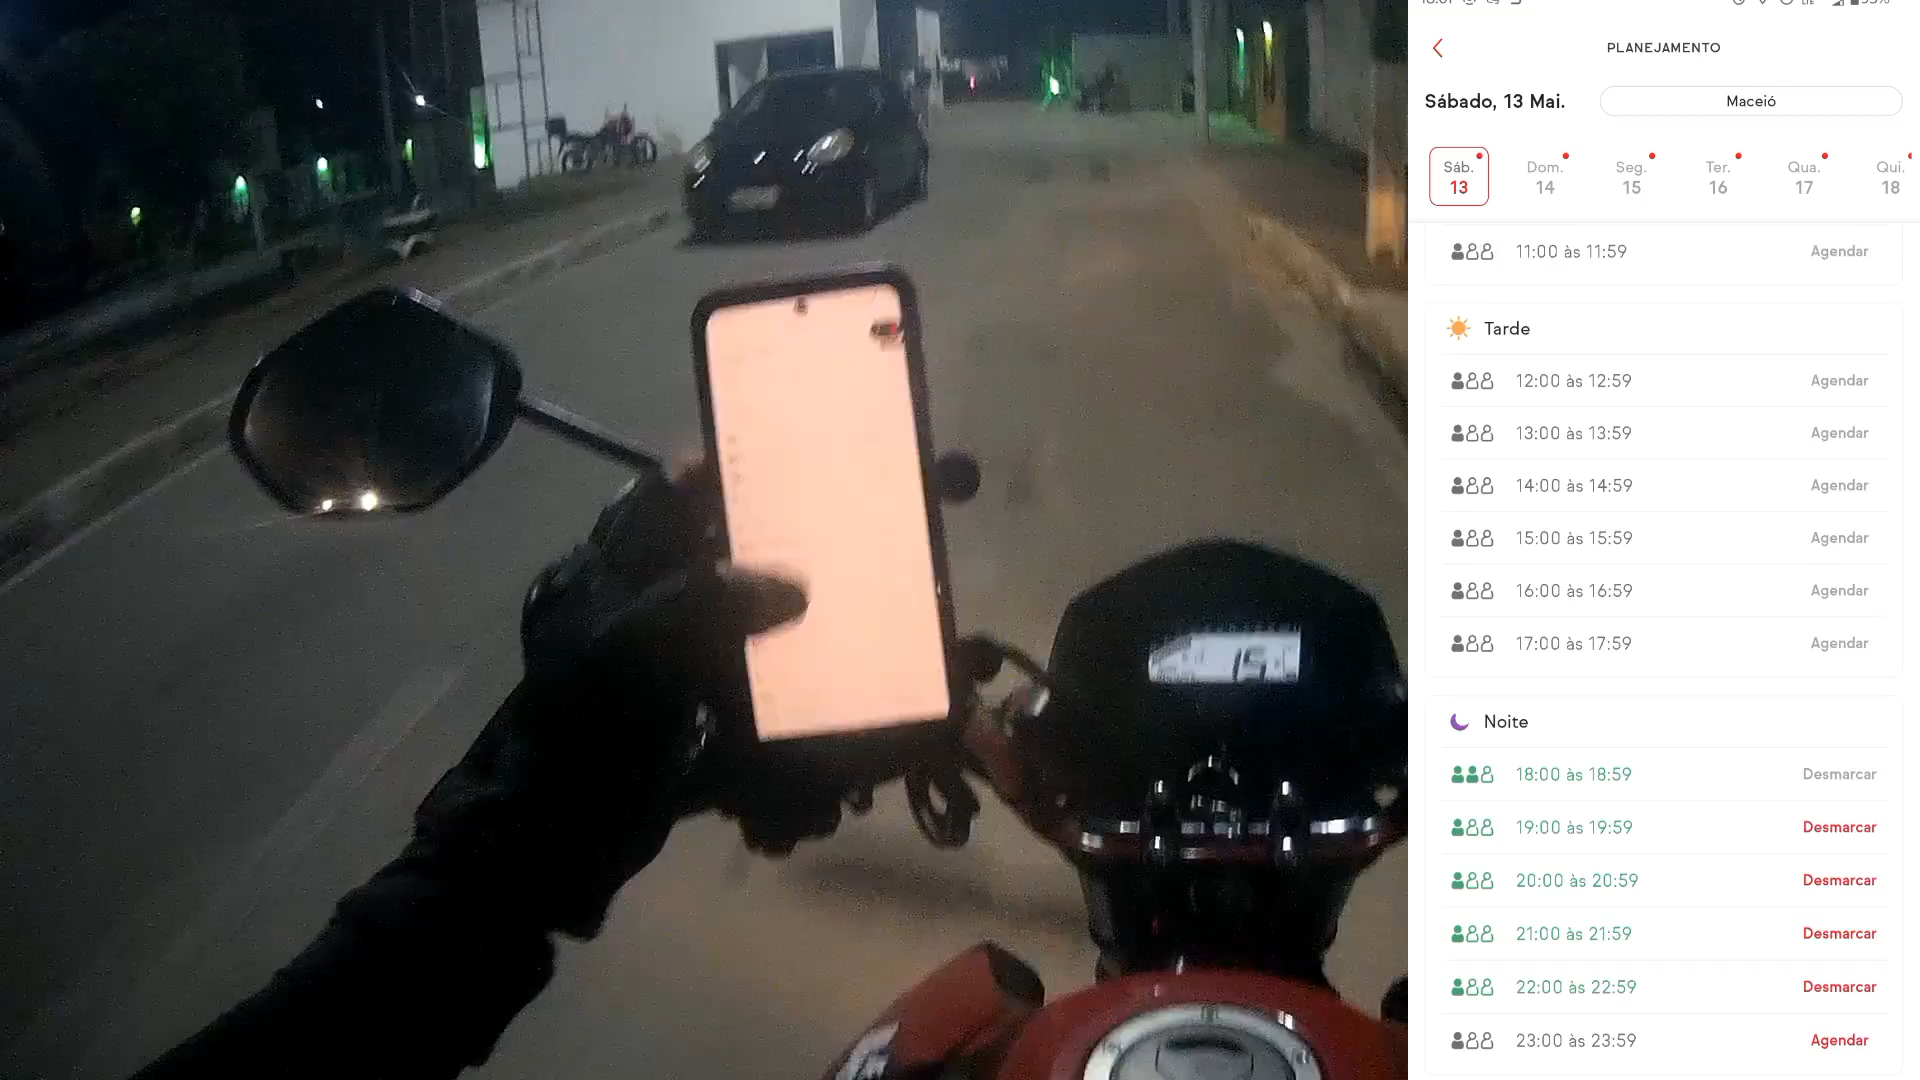 PLANEJAMENTO
Sábado, 13 Mai.
Maceió
Sáb. Dom. Seg. Ter. Qua. Qui.
13 14 15 16 17 18
11:00 às 11:59 Agendar
Tarde
12:00 às 12:59 Agendar
13:00 às 13:59 Agendar
14:00 às 14:59 Agendar
15:00 às 15:59 Agendar
16:00 às 16:59 Agendar
17:00 às 17:59 Agendar
Noite
18:00 às 18:59 Desmarcar
19:00 às 19:59 Desmarcar
20:00 às 20:59 Desmarcar
21:00 às 21:59 Desmarcar
22:00 às 22:59 Desmarcar
23:00 às 23:59 Agendar